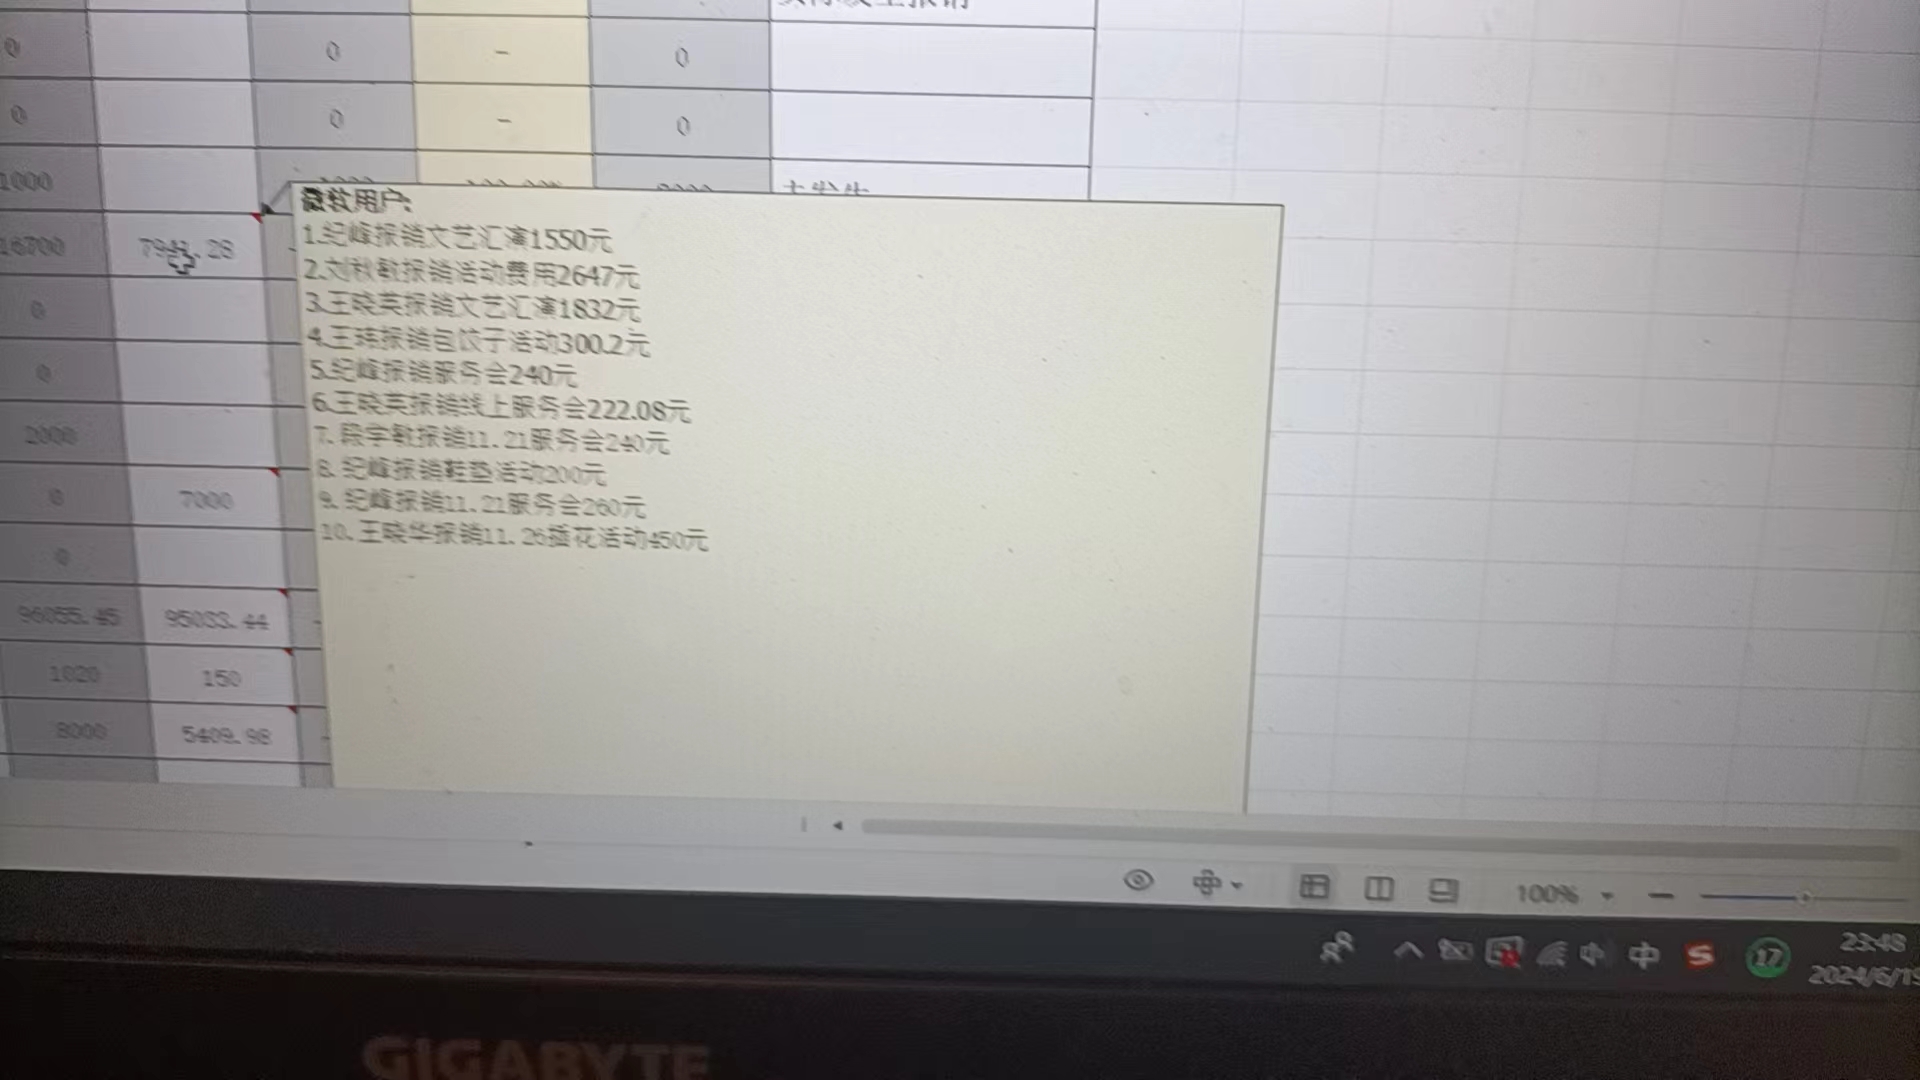 0 0 - 0
0 0 - 0
1000
微软用户:
1.纪峰报销文艺汇演1550元
16700
2.刘秋敏报销活动费用2647元
3.王晓英报销文艺汇演1832元
0
4.王玮报销包饺子活动300.2元
5.纪峰报销服务会240元
0
6.王晓英报销线上服务会222.08元
2000
7. 段学敏报销11.21服务会240元
8. 纪峰报销鞋垫活动200元
0 7000
9. 纪峰报销11.21服务会260元
10. 王晓华报销11.26插花活动450元
0
96055.45 95033.44
1020 150
8000 5409.98
100%
中
S
17
23:48
2024/6/19
GIGABYTE